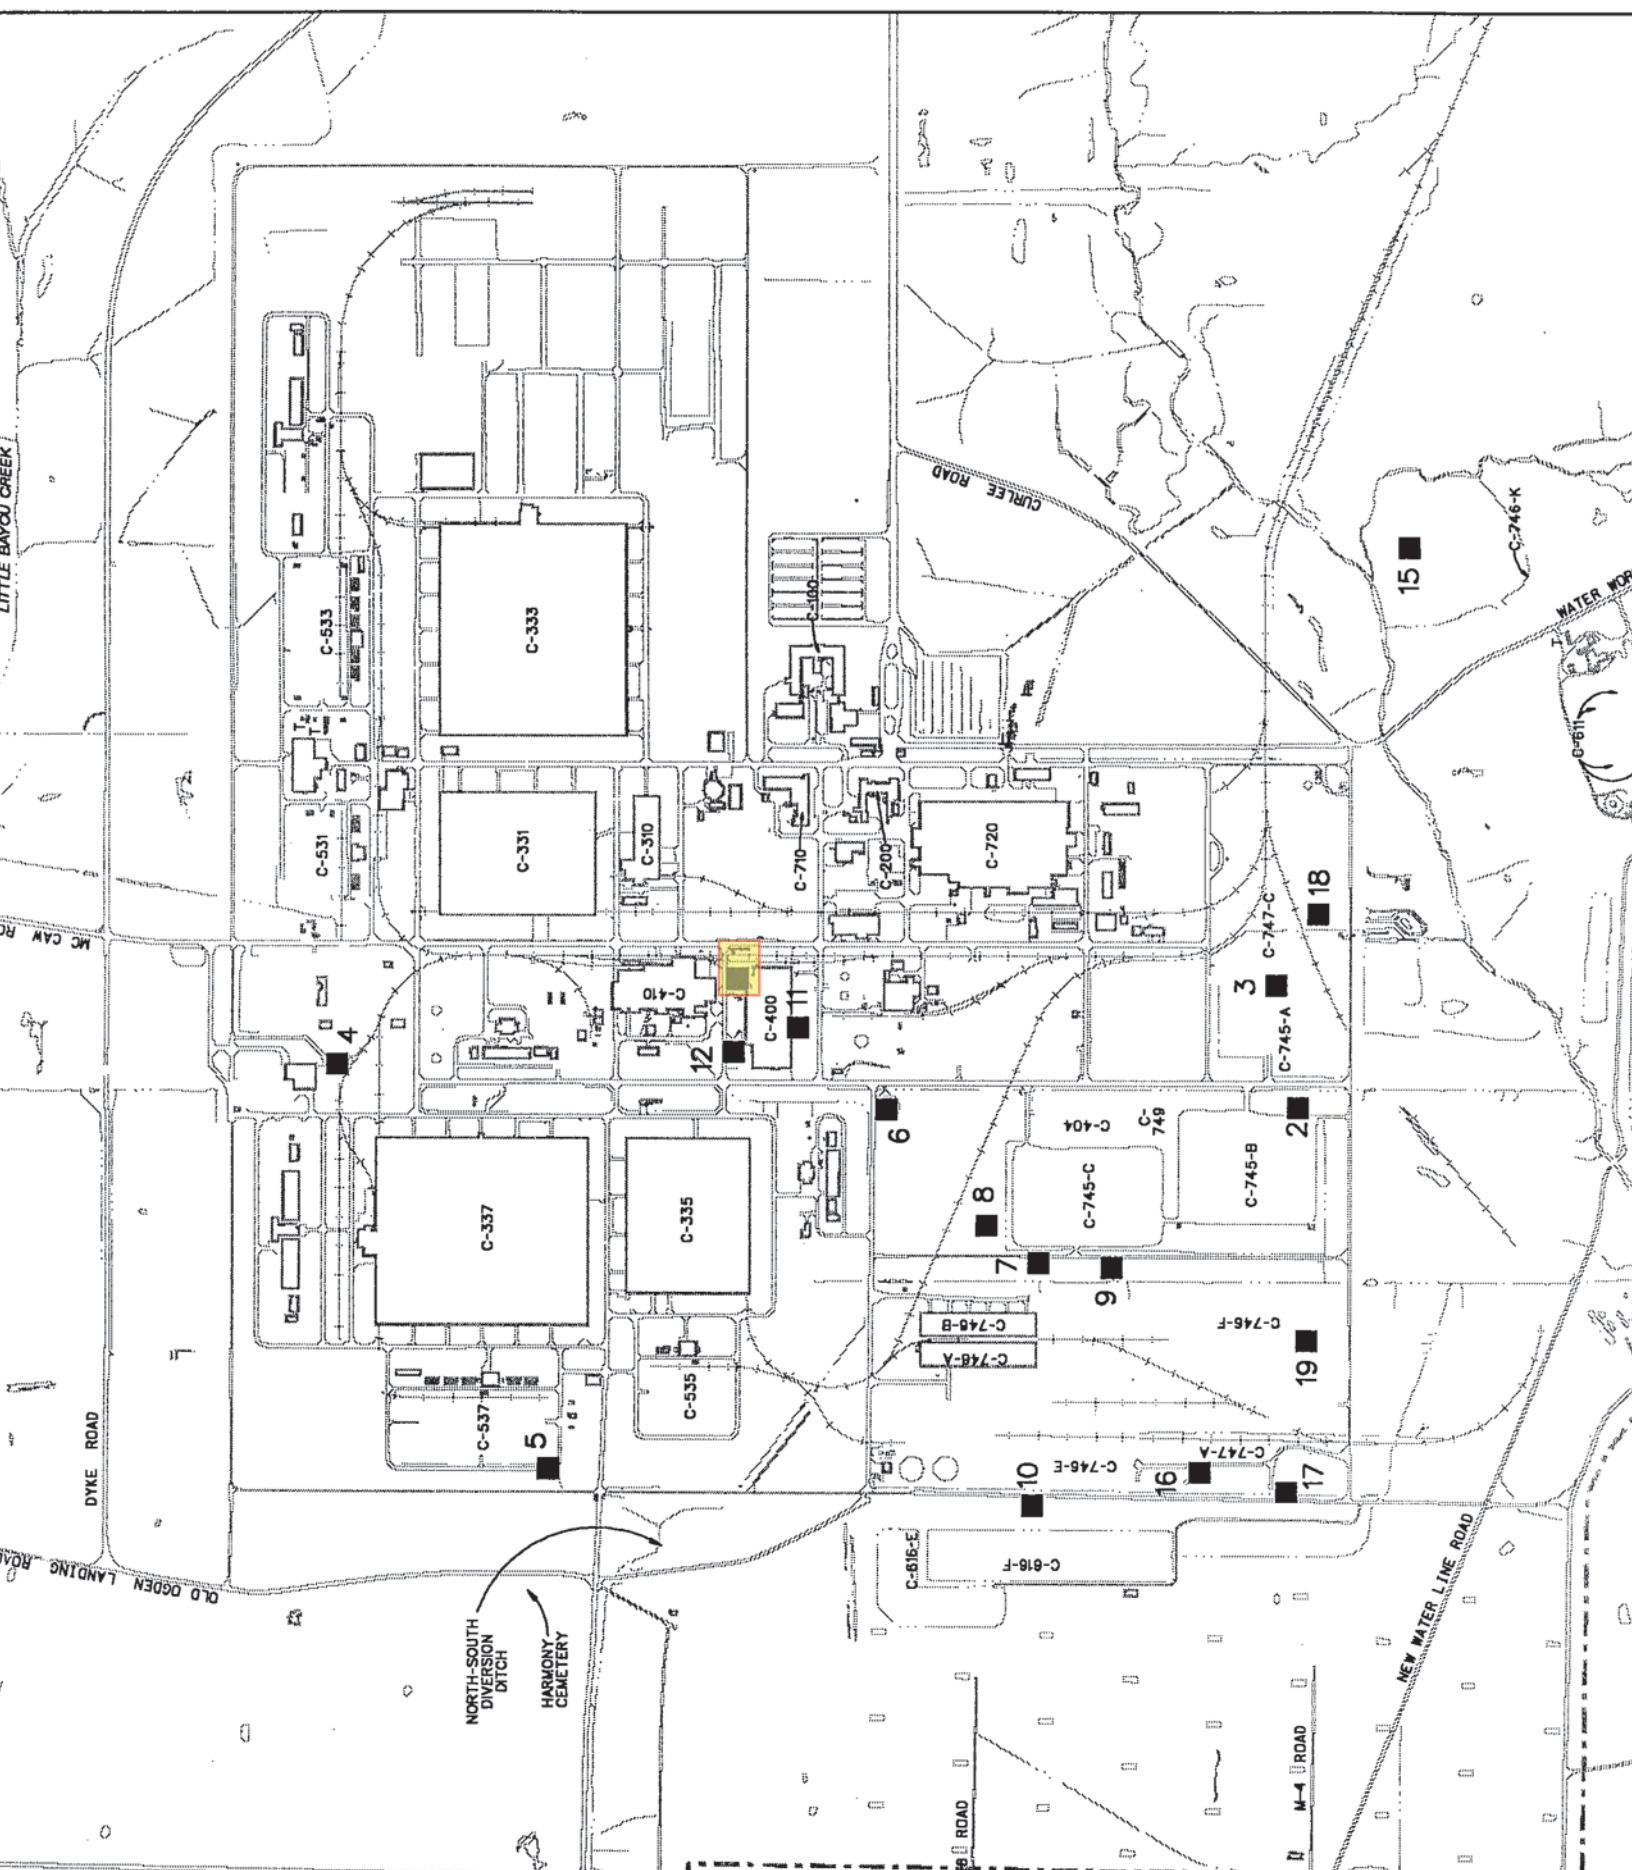 LITTLE BAYOU CREEK
CURLEE ROAD
C-746-K
15
WATER WOR
C-100
C-533
C-333
C-611
C-531
C-331
C-310
C-710
C-200
C-720
18
C-747-C
MC CAW RO
C-410
C-400
11
3
C-745-A
4
12
6
C-404
C-
749
2
C-745-C
C-745-B
8
C-337
C-335
7
9
C-746-B
C-746-A
C-746-F
19
C-535
C-537
5
DYKE ROAD
C-747-A
C-746-E
16
10
17
OLD OGDEN LANDING ROAD
C-616-E
C-616-F
NEW WATER LINE ROAD
NORTH-SOUTH
DIVERSION
DITCH
HARMONY
CEMETERY
ROAD
M-4 ROAD